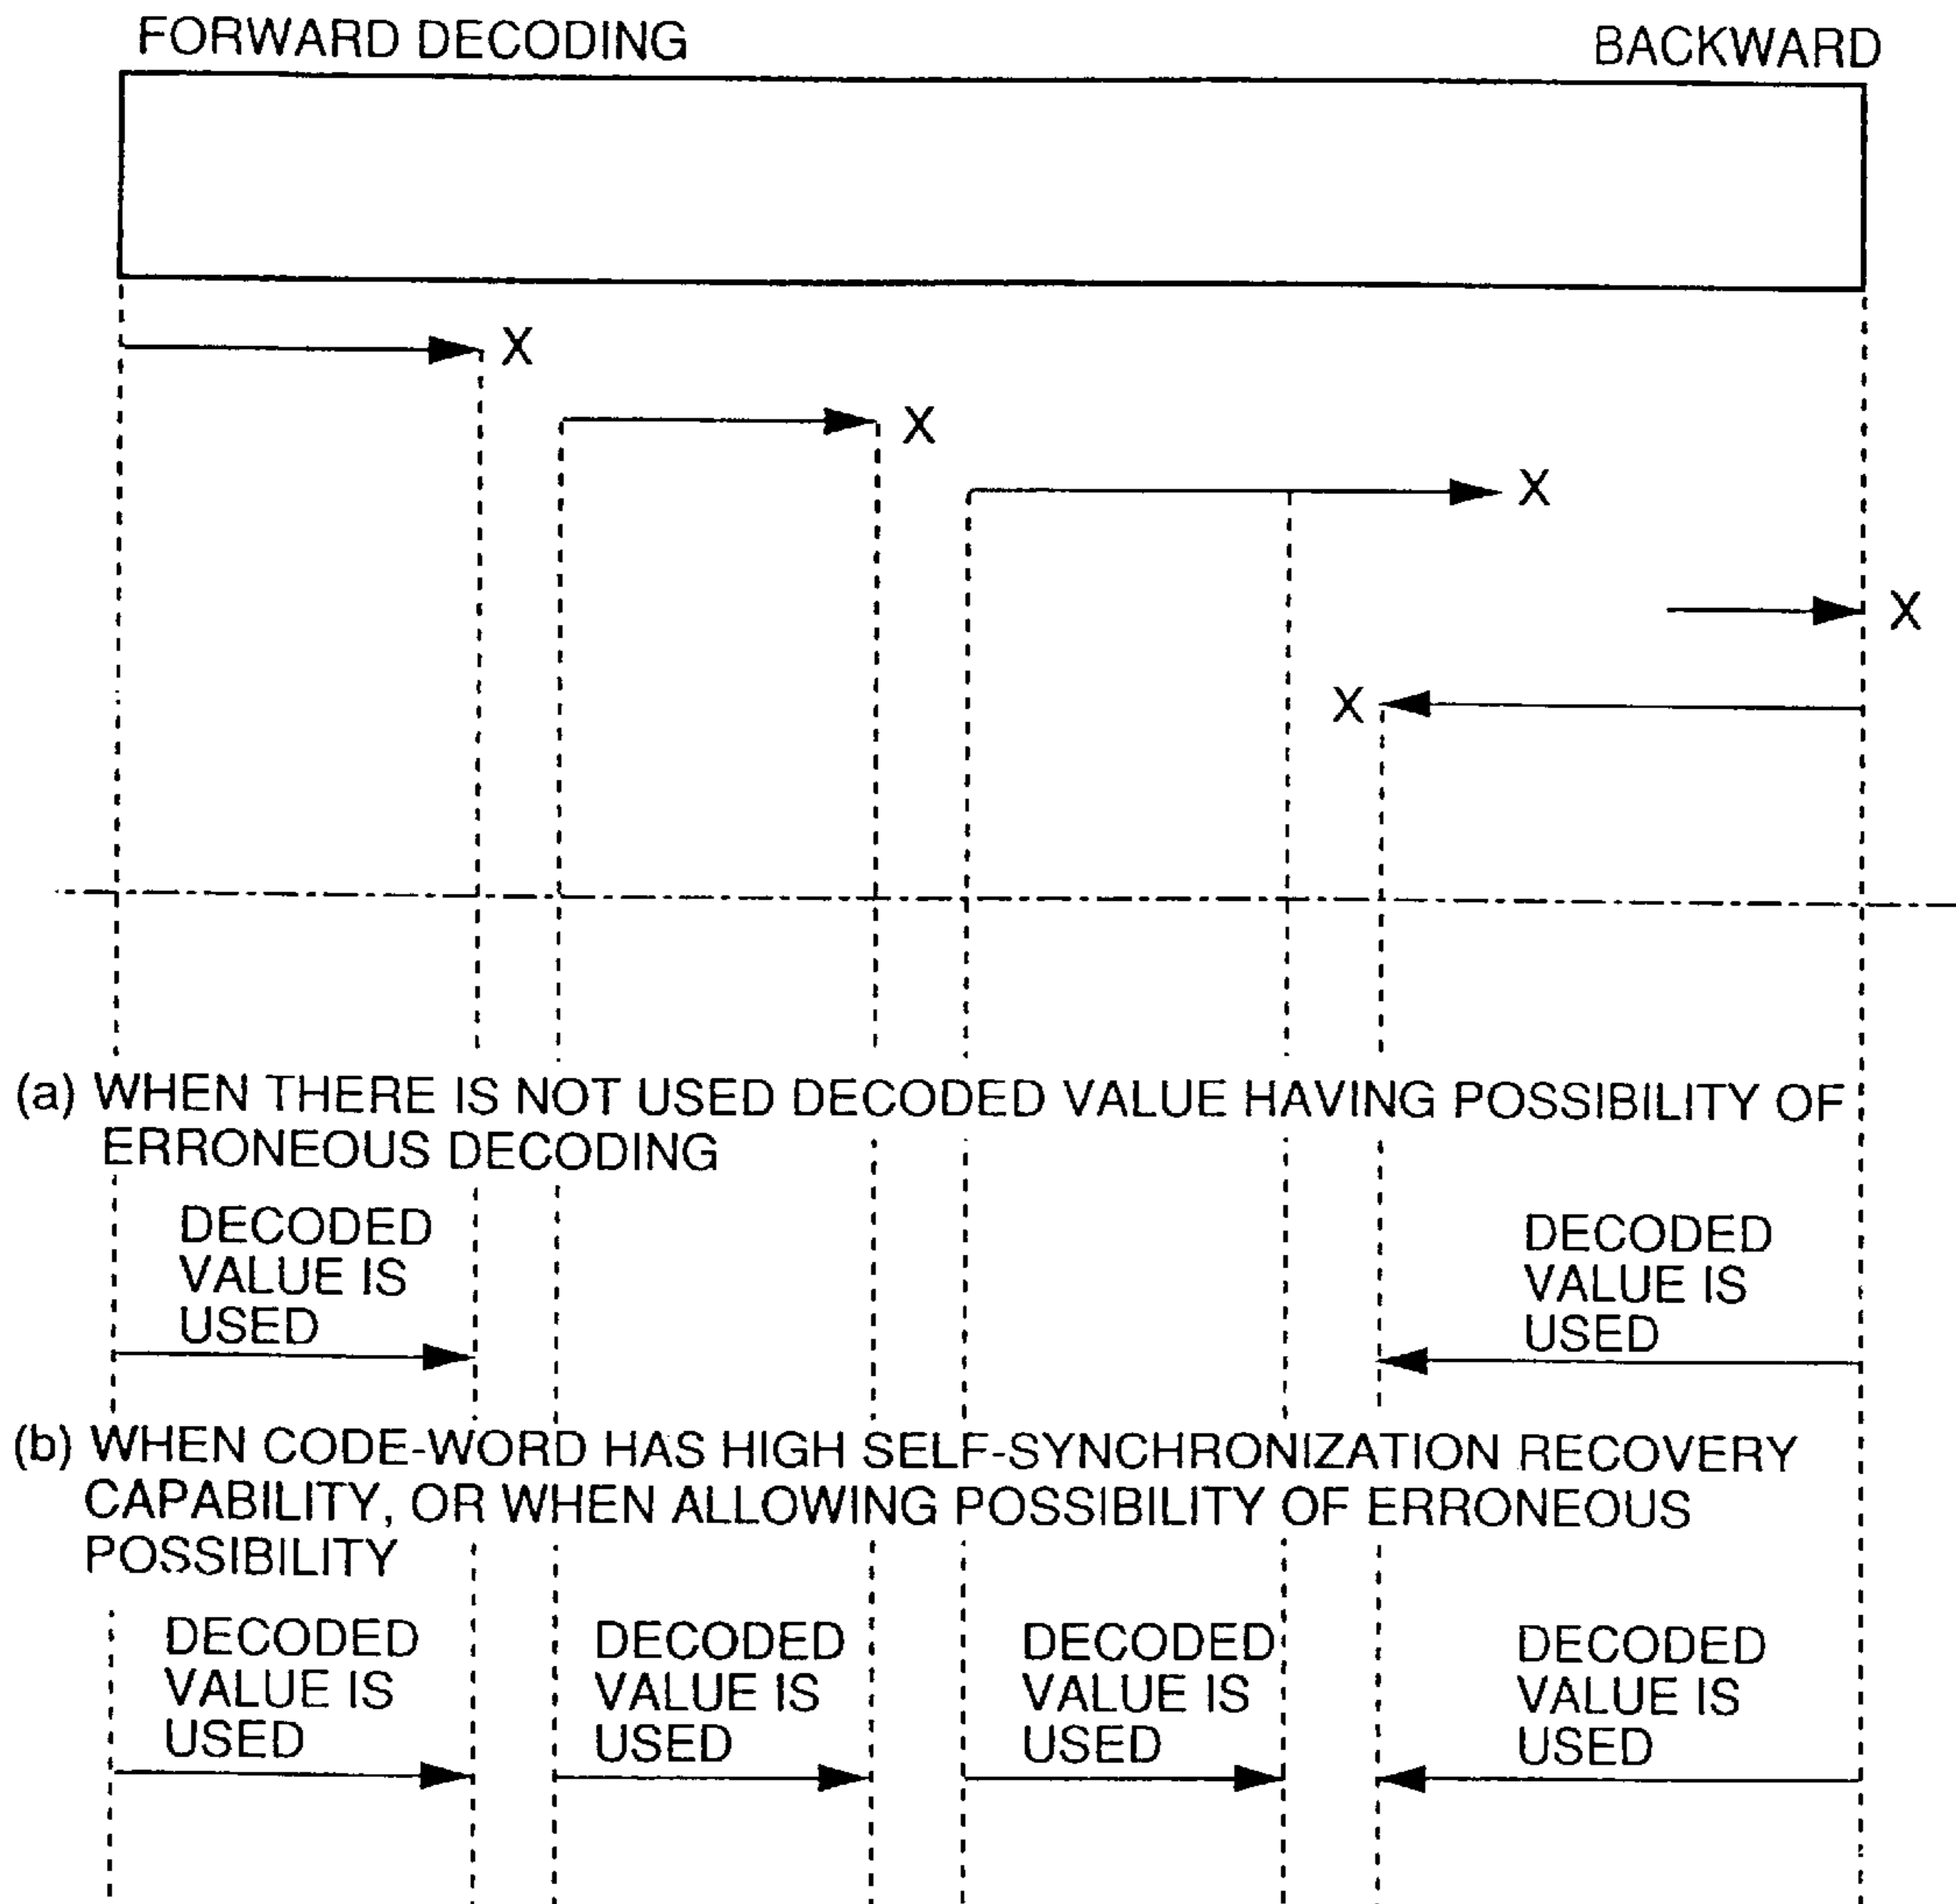 FORWARD DECODING
BACKWARD
X
X
X
X
X
(a) WHEN THERE IS NOT USED DECODED VALUE HAVING POSSIBILITY OF
ERRONEOUS DECODING
DECODED
VALUE IS
USED
DECODED
VALUE IS
USED
(b) WHEN CODE-WORD HAS HIGH SELF-SYNCHRONIZATION RECOVERY
CAPABILITY, OR WHEN ALLOWING POSSIBILITY OF ERRONEOUS
POSSIBILITY
DECODED
VALUE IS
USED
DECODED
VALUE IS
USED
DECODED
VALUE IS
USED
DECODED
VALUE IS
USED